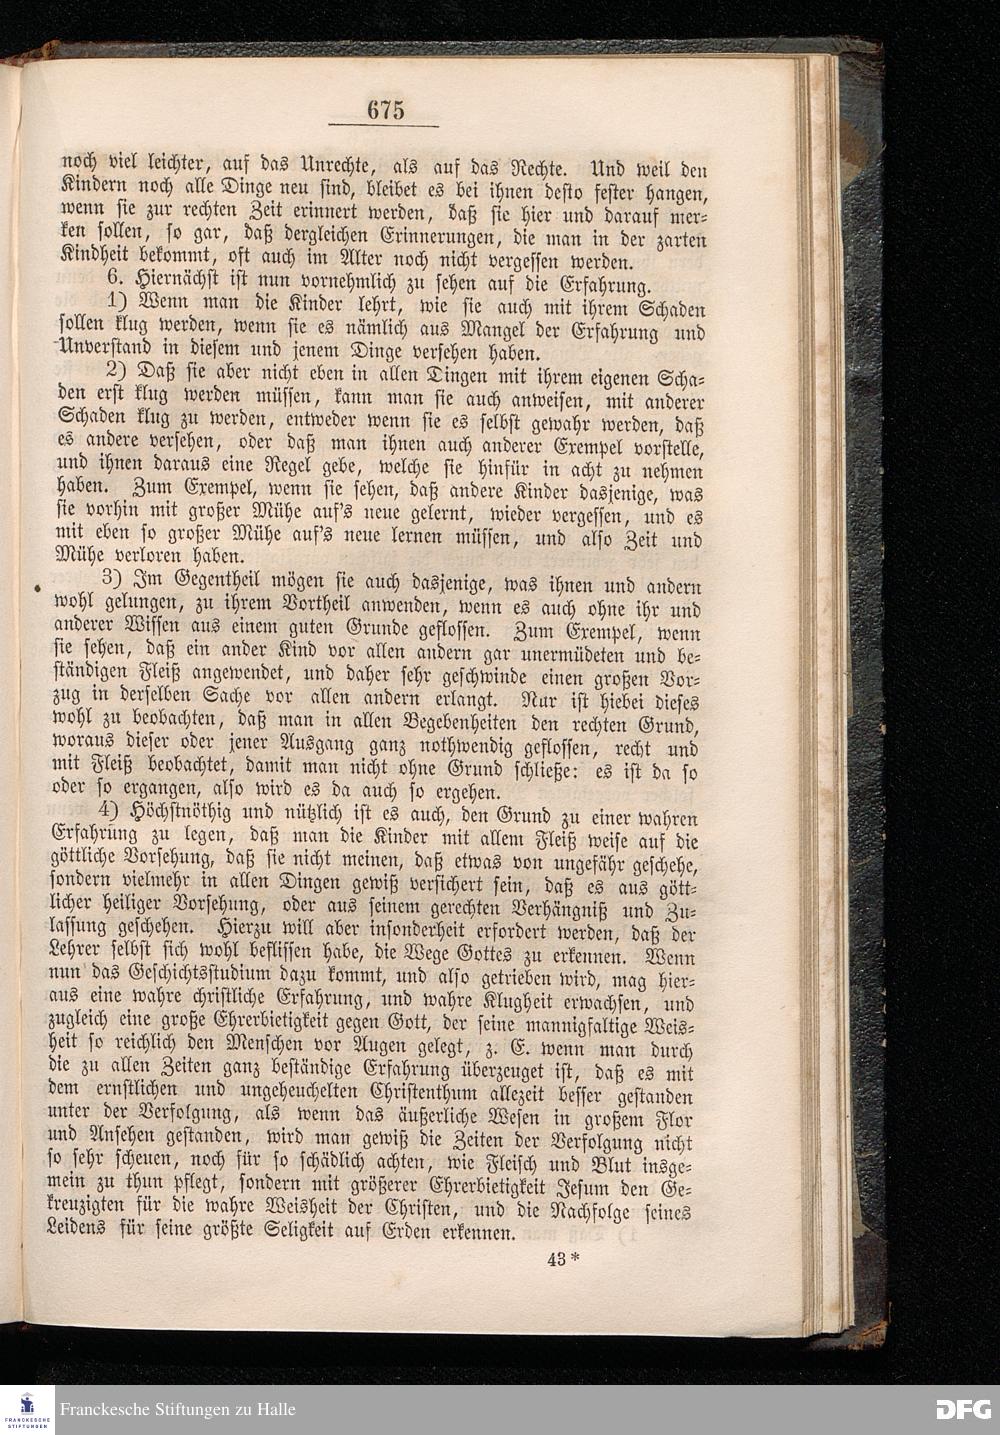 675
noch viel leichter, auf das Unrechte, als auf das Rechte. Und weil den
Kindern noch alle Dinge neu sind, bleibet es bei ihnen desto fester hangen,
wenn sie zur rechten Zeit erinnert werden, daß sie hier und darauf mer-
ken sollen, so gar, daß dergleichen Erinnerungen, die man in der zarten
Kindheit bekommt, oft auch im Alter noch nicht vergessen werden.
6. Hiernächst ist nun vornehmlich zu sehen auf die Erfahrung.
1) Wenn man die Kinder lehrt, wie sie auch mit ihrem Schaden
sollen klug werden, wenn sie es nämlich aus Mangel der Erfahrung und
Unverstand in diesem und jenem Dinge versehen haben.
2) Daß sie aber nicht eben in allen Dingen mit ihrem eigenen Scha-
den erst klug werden müssen, kann man sie auch anweisen, mit anderer
Schaden klug zu werden, entweder wenn sie es selbst gewahr werden, daß
es andere versehen, oder daß man ihnen auch anderer Exempel vorstelle,
und ihnen daraus eine Regel gebe, welche sie hinfür in acht zu nehmen
haben. Zum Exempel, wenn sie sehen, daß andere Kinder dasjenige, was
sie vorhin mit großer Mühe auf's neue gelernt, wieder vergessen, und es
mit eben so großer Mühe auf's neue lernen müssen, und also Zeit und
Mühe verloren haben.
3) Im Gegentheil mögen sie auch dasjenige, was ihnen und andern
wohl gelungen, zu ihrem Vortheil anwenden, wenn es auch ohne ihr und
anderer Wissen aus einem guten Grunde geflossen. Zum Exempel, wenn
sie sehen, daß ein ander Kind vor allen andern gar unermüdeten und be-
ständigen Fleiß angewendet, und daher sehr geschwinde einen großen Vor-
zug in derselben Sache vor allen andern erlangt. Nur ist hiebei dieses
wohl zu beobachten, daß man in allen Begebenheiten den rechten Grund,
woraus dieser oder jener Ausgang ganz nothwendig geflossen, recht und
mit Fleiß beobachtet, damit man nicht ohne Grund schließe: es ist da so
oder so ergangen, also wird es da auch so ergehen.
4) Höchstnöthig und nützlich ist es auch, den Grund zu einer wahren
Erfahrung zu legen, daß man die Kinder mit allem Fleiß weise auf die
göttliche Vorsehung, daß sie nicht meinen, daß etwas von ungefähr geschehe,
sondern vielmehr in allen Dingen gewiß versichert sein, daß es aus gött-
licher heiliger Vorsehung, oder aus seinem gerechten Verhängniß und Zu-
lassung geschehen. Hierzu will aber insonderheit erfordert werden, daß der
Lehrer selbst sich wohl beflissen habe, die Wege Gottes zu erkennen. Wenn
nun das Geschichtsstudium dazu kommt, und also getrieben wird, mag hier-
aus eine wahre christliche Erfahrung, und wahre Klugheit erwachsen, und
zugleich eine große Ehrerbietigkeit gegen Gott, der seine mannigfaltige Weis-
heit so reichlich den Menschen vor Augen gelegt, z. E. wenn man durch
die zu allen Zeiten ganz beständige Erfahrung überzeuget ist, daß es mit
dem ernstlichen und ungeheuchelten Christenthum allezeit besser gestanden
unter der Verfolgung, als wenn das äußerliche Wesen in großem Flor
und Ansehen gestanden, wird man gewiß die Zeiten der Verfolgung nicht
so sehr scheuen, noch für so schädlich achten, wie Fleisch und Blut insge-
mein zu thun pflegt, sondern mit größerer Ehrerbietigkeit Jesum den Ge-
kreuzigten für die wahre Weisheit der Christen, und die Nachfolge seines
Leidens für seine größte Seligkeit auf Erden erkennen.
43*
FRANCKESCHE
STIFTUNGEN
Franckesche Stiftungen zu Halle
DFG